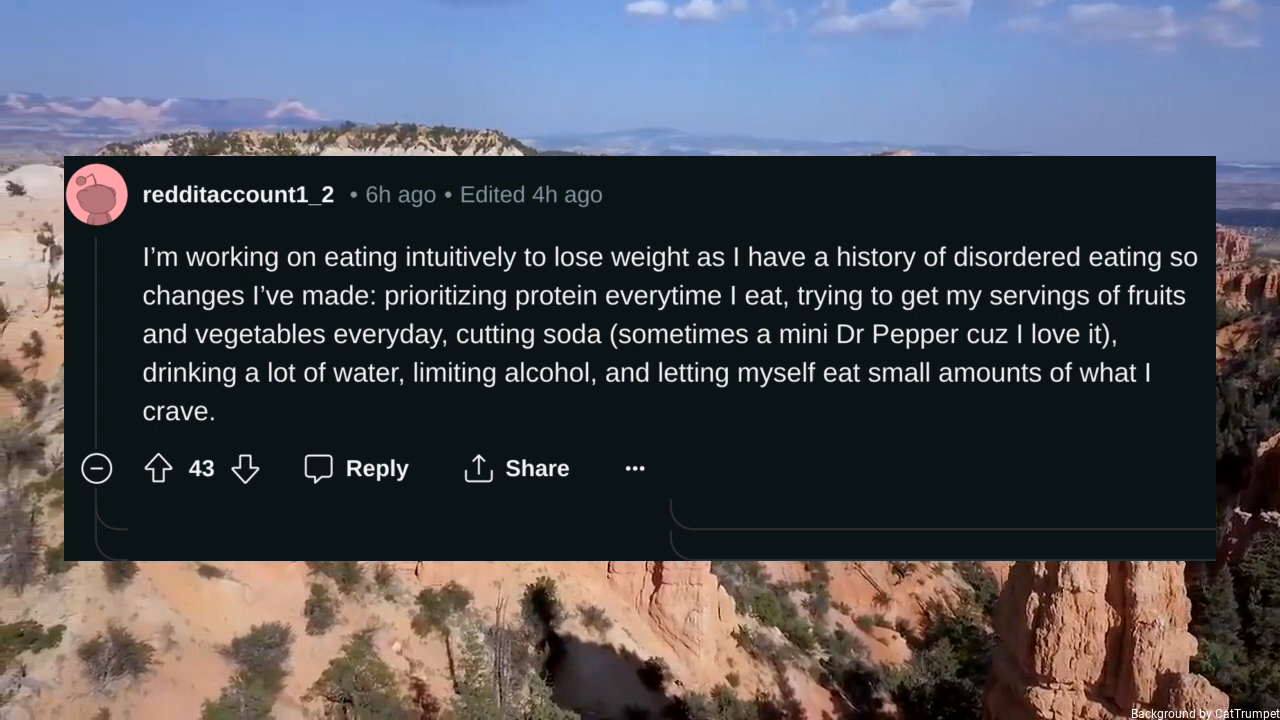 redditaccount1_2 • 6h ago • Edited 4h ago
I’m working on eating intuitively to lose weight as I have a history of disordered eating so
changes I’ve made: prioritizing protein everytime I eat, trying to get my servings of fruits
and vegetables everyday, cutting soda (sometimes a mini Dr Pepper cuz I love it),
drinking a lot of water, limiting alcohol, and letting myself eat small amounts of what I
crave.
43 Reply Share
Background by CatTrumpet